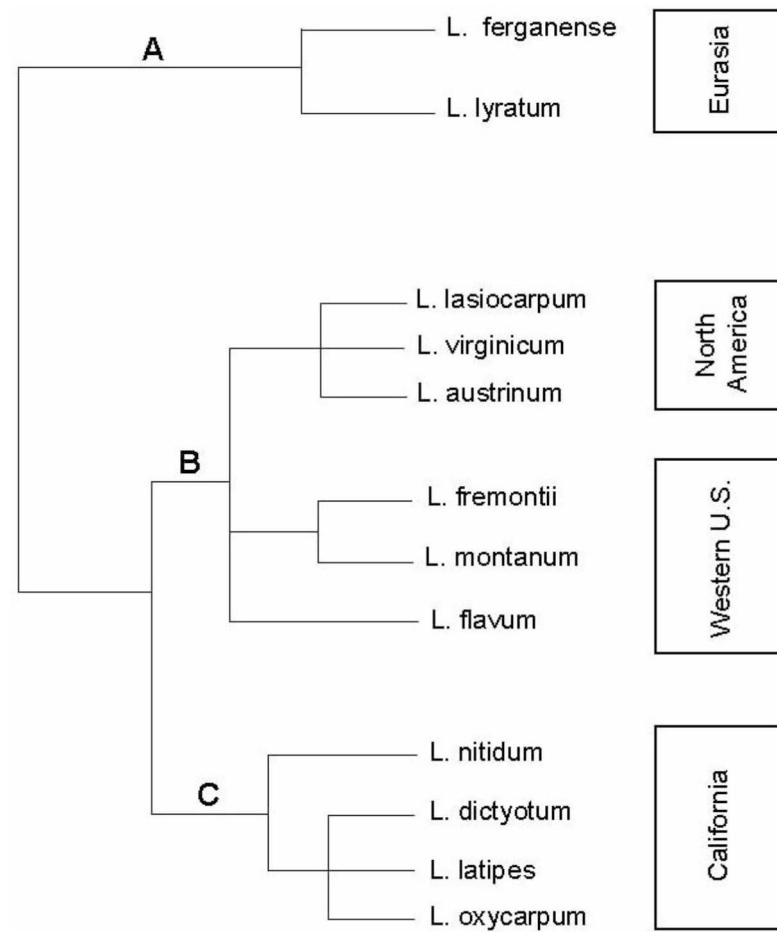 A
L. ferganense
L. lyratum
Eurasia
L. lasiocarpum
L. virginicum
L. austrinum
North
America
B
L. fremontii
L. montanum
L. flavum
Western U.S.
C
L. nitidum
L. dictyotum
L. latipes
L. oxycarpum
California